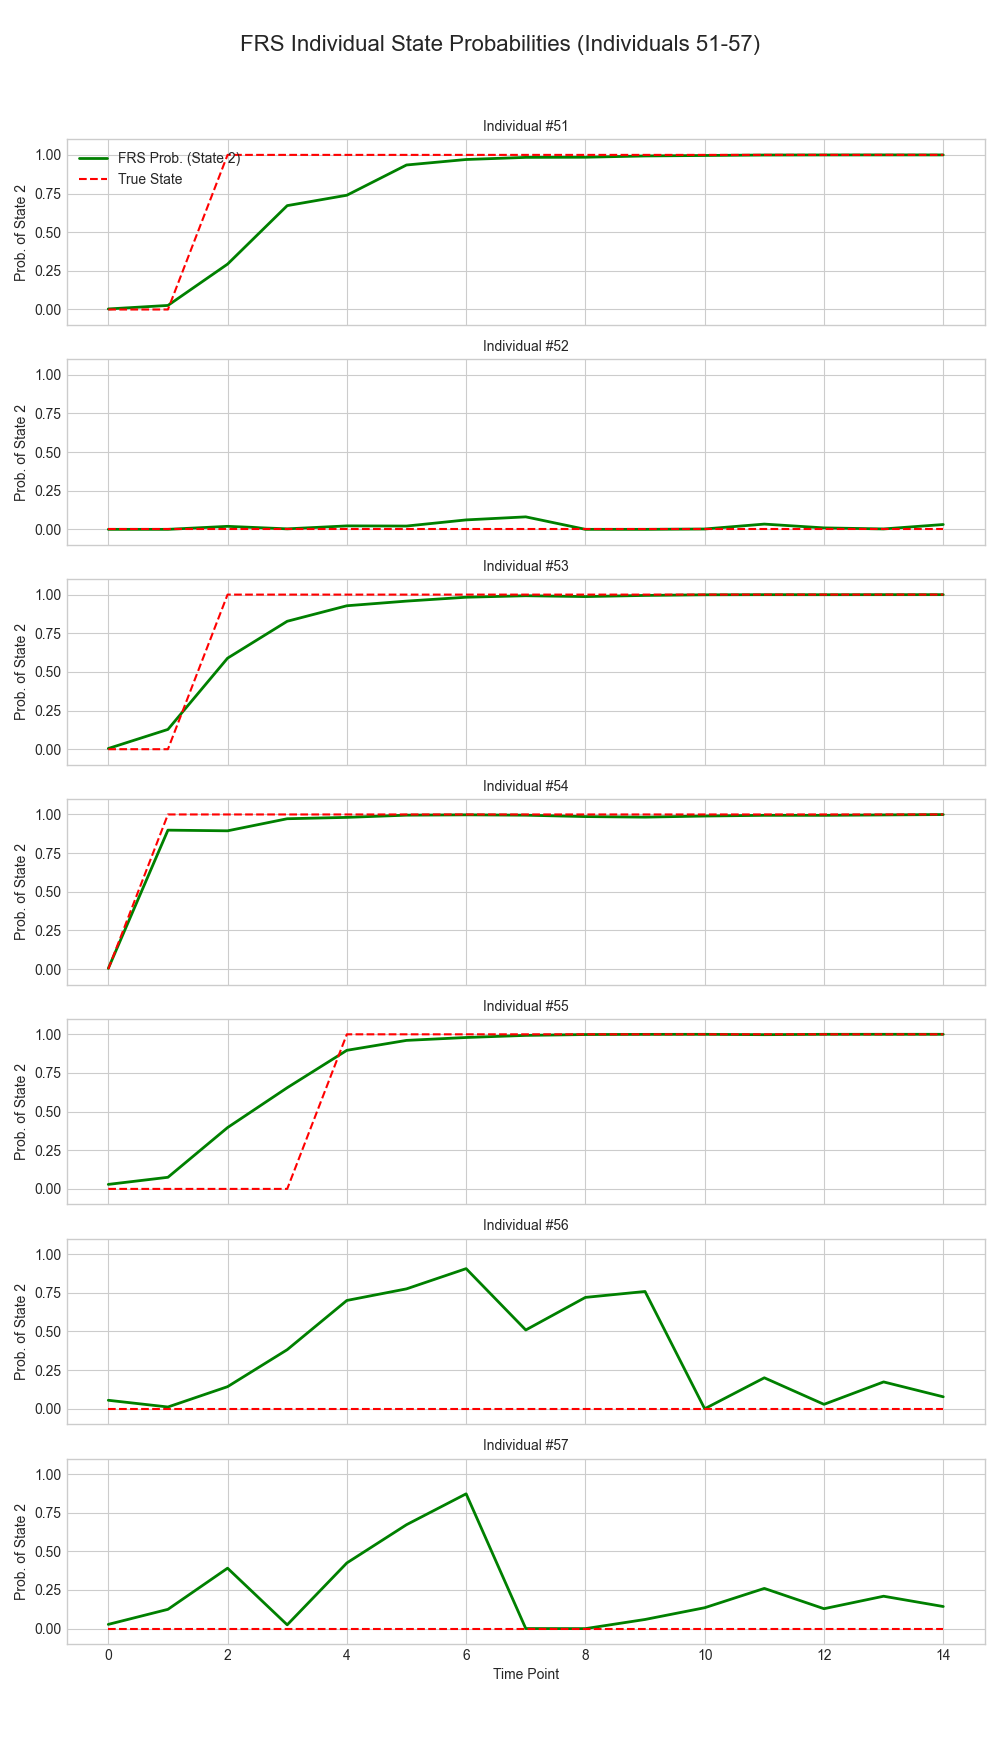 FRS Individual State Probabilities (Individuals 51-57)
Individual #51
FRS Prob. (State 2)
True State
Prob. of State 2
1.00
0.75
0.50
0.25
0.00
Individual #52
Prob. of State 2
1.00
0.75
0.50
0.25
0.00
Individual #53
Prob. of State 2
1.00
0.75
0.50
0.25
0.00
Individual #54
Prob. of State 2
1.00
0.75
0.50
0.25
0.00
Individual #55
Prob. of State 2
1.00
0.75
0.50
0.25
0.00
Individual #56
Prob. of State 2
1.00
0.75
0.50
0.25
0.00
Individual #57
Prob. of State 2
1.00
0.75
0.50
0.25
0.00
0 2 4 6 8 10 12 14
Time Point